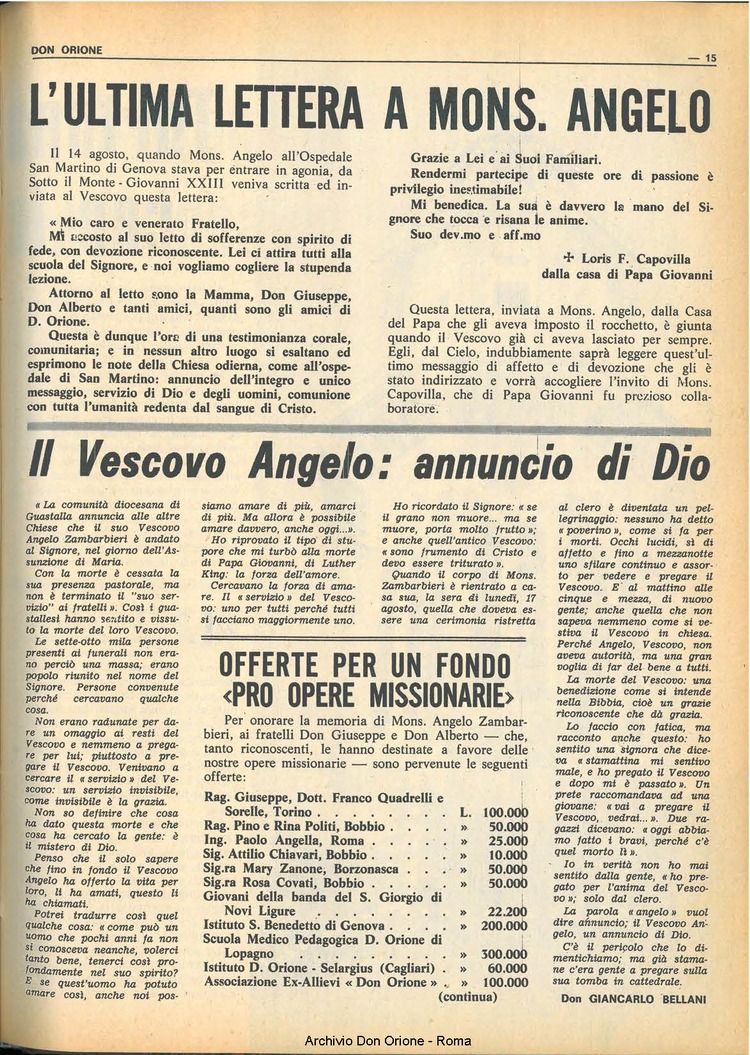 DON ORIONE
— 15
L'ULTIMA LETTERA A MONS. ANGELO
Il 14 agosto, quando Mons. Angelo all'Ospedale
San Martino di Genova stava per entrare in agonia, da
Sotto il Monte - Giovanni XXIII veniva scritta ed in-
viata al Vescovo questa lettera:
« Mio caro e venerato Fratello,
Mi accosto al suo letto di sofferenze con spirito di
fede, con devozione riconoscente. Lei ci attira tutti alla
scuola del Signore, e noi vogliamo cogliere la stupenda
lezione.
Attorno al letto sono la Mamma, Don Giuseppe,
Don Alberto e tanti amici, quanti sono gli amici di
D. Orione.
Questa è dunque l'ora di una testimonianza corale,
comunitaria; e in nessun altro luogo si esaltano ed
esprimono le note della Chiesa odierna, come all'ospe-
dale di San Martino: annuncio dell'integro e unico
messaggio, servizio di Dio e degli uomini, comunione
con tutta l'umanità redenta dal sangue di Cristo.
Grazie a Lei e ai Suoi Familiari.
Rendermi partecipe di queste ore di passione è
privilegio inestimabile!
Mi benedica. La sua è davvero la mano del Si-
gnore che tocca e risana le anime.
Suo dev.mo e aff.mo
✢ Loris F. Capovilla
dalla casa di Papa Giovanni
Questa lettera, inviata a Mons. Angelo, dalla Casa
del Papa che gli aveva imposto il rocchetto, è giunta
quando il Vescovo già ci aveva lasciato per sempre.
Egli, dal Cielo, indubbiamente saprà leggere quest'ul-
timo messaggio di affetto e di devozione che gli è
stato indirizzato e vorrà accogliere l'invito di Mons.
Capovilla, che di Papa Giovanni fu prezioso colla-
boratore.
Il Vescovo Angelo: annuncio di Dio
« La comunità diocesana di
Guastalla annuncia alle altre
Chiese che il suo Vescovo
Angelo Zambarbieri è andato
al Signore, nel giorno dell'As-
sunzione di Maria.
Con la morte è cessata la
sua presenza pastorale, ma
non è terminato il "suo ser-
vizio" ai fratelli ». Così i gua-
stallesi hanno sentito e vissu-
to la morte del loro Vescovo.
Le sette-otto mila persone
presenti ai funerali non era-
no perciò una massa; erano
popolo riunito nel nome del
Signore. Persone convenute
perché cercavano qualche
cosa.
Non erano radunate per da-
re un omaggio ai resti del
Vescovo e nemmeno a prega-
re per lui; piuttosto a pre-
gare il Vescovo. Venivano a
cercare il « servizio » del Ve-
scovo: un servizio invisibile,
come invisibile è la grazia.
Non so definire che cosa
ha dato questa morte e che
cosa ha cercato la gente: è
il mistero di Dio.
Penso che il solo sapere
che fino in fondo il Vescovo
Angelo ha offerto la vita per
loro, li ha amati, questo li
ha chiamati.
Potrei tradurre così quel
qualche cosa: « come può un
uomo che pochi anni fa non
si conosceva neanche, volerci
tanto bene, tenerci così pro-
fondamente nel suo spirito?
E se quest'uomo ha potuto
amare così, anche noi pos-
siamo amare di più, amarci
di più. Ma allora è possibile
amare davvero, anche oggi...».
Ho riprovato il tipo di stu-
pore che mi turbò alla morte
di Papa Giovanni, di Luther
King: la forza dell'amore.
Cercavano la forza di ama-
re. Il « servizio » del Vesco-
vo: uno per tutti perché tutti
si facciano maggiormente uno.
Ho ricordato il Signore: « se
il grano non muore... ma se
muore, porta molto frutto »;
e anche quell'antico Vescovo:
« sono frumento di Cristo e
devo essere triturato ».
Quando il corpo di Mons.
Zambarbieri è rientrato a ca-
sa sua, la sera di lunedì, 17
agosto, quella che doveva es-
sere una cerimonia ristretta
al clero è diventata un pel-
legrinaggio: nessuno ha detto
« poverino », come si fa per
i morti. Occhi lucidi, sì di
affetto e fino a mezzanotte
uno sfilare continuo e assor-
to per vedere e pregare il
Vescovo. E' al mattino alle
cinque e mezza, di nuovo
gente; anche quella che non
sapeva nemmeno come si ve-
stiva il Vescovo in chiesa.
Perché Angelo, Vescovo, non
aveva autorità, ma una gran
voglia di far del bene a tutti.
La morte del Vescovo: una
benedizione come si intende
nella Bibbia, cioè un grazie
riconoscente che dà grazia.
Lo faccio con fatica, ma
racconto anche questo: ho
sentito una signora che dice-
va « stamattina mi sentivo
male, e ho pregato il Vescovo
e dopo mi è passato ». Un
prete raccomandava ad una
giovane: « vai a pregare il
Vescovo, vedrai... ». Due ra-
gazzi dicevano: « oggi abbia-
mo fatto i bravi, perché c'è
quel morto lì ».
Io in verità non ho mai
sentito dalla gente, « ho pre-
gato per l'anima del Vesco-
vo »; solo dal clero.
La parola « angelo » vuol
dire annuncio; il Vescovo An-
gelo, un annuncio di Dio.
C'è il pericolo che lo di-
mentichiamo; ma già stama-
ne c'era gente a pregare sulla
sua tomba in cattedrale.
Don GIANCARLO BELLANI
OFFERTE PER UN FONDO
«PRO OPERE MISSIONARIE»
Per onorare la memoria di Mons. Angelo Zambar-
bieri, ai fratelli Don Giuseppe e Don Alberto — che,
tanto riconoscenti, le hanno destinate a favore delle
nostre opere missionarie — sono pervenute le seguenti
offerte:
Rag. Giuseppe, Dott. Franco Quadrelli e
Sorelle, Torino . . . . . . . . L. 100.000
Rag. Pino e Rina Politi, Bobbio . . . . » 50.000
Ing. Paolo Angella, Roma . . . . . » 25.000
Sig. Attilio Chiavari, Bobbio . . . . . » 10.000
Sig.ra Mary Zanone, Borzonasca . . . . » 50.000
Sig.ra Rosa Covati, Bobbio . . . . . » 50.000
Giovani della banda del S. Giorgio di
Novi Ligure . . . . . . . . » 22.200
Istituto S. Benedetto di Genova . . . . » 200.000
Scuola Medico Pedagogica D. Orione di
Lopagno . . . . . . . . . » 300.000
Istituto D. Orione - Selargius (Cagliari) . » 60.000
Associazione Ex-Allievi « Don Orione » . » 100.000
(continua)
Archivio Don Orione - Roma